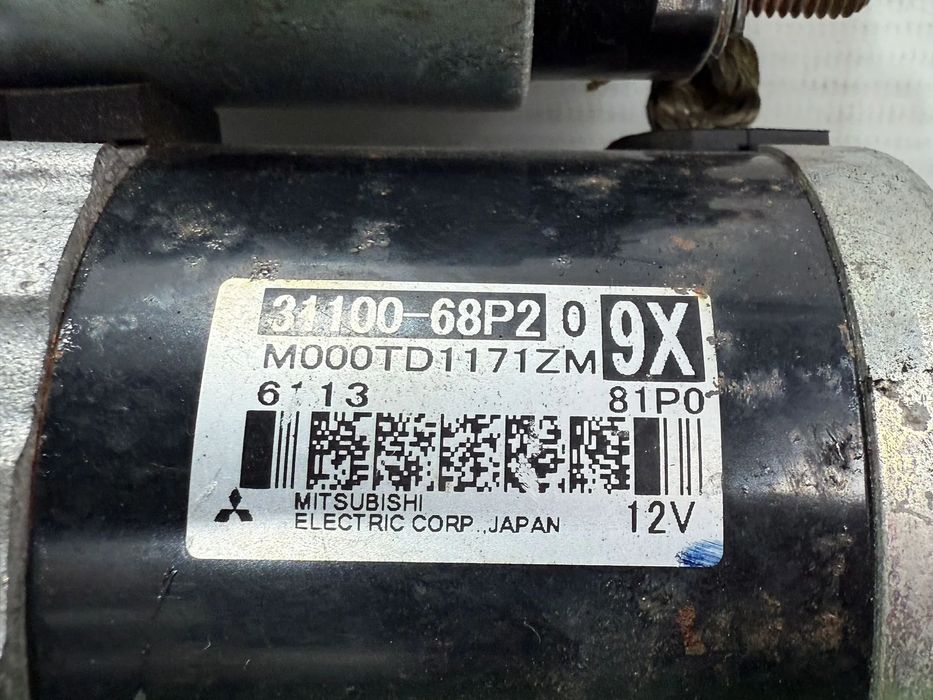 31100-68P2 0 9X
M000TD1171ZM
6113 81P0
MITSUBISHI
ELECTRIC CORP.,JAPAN 12V